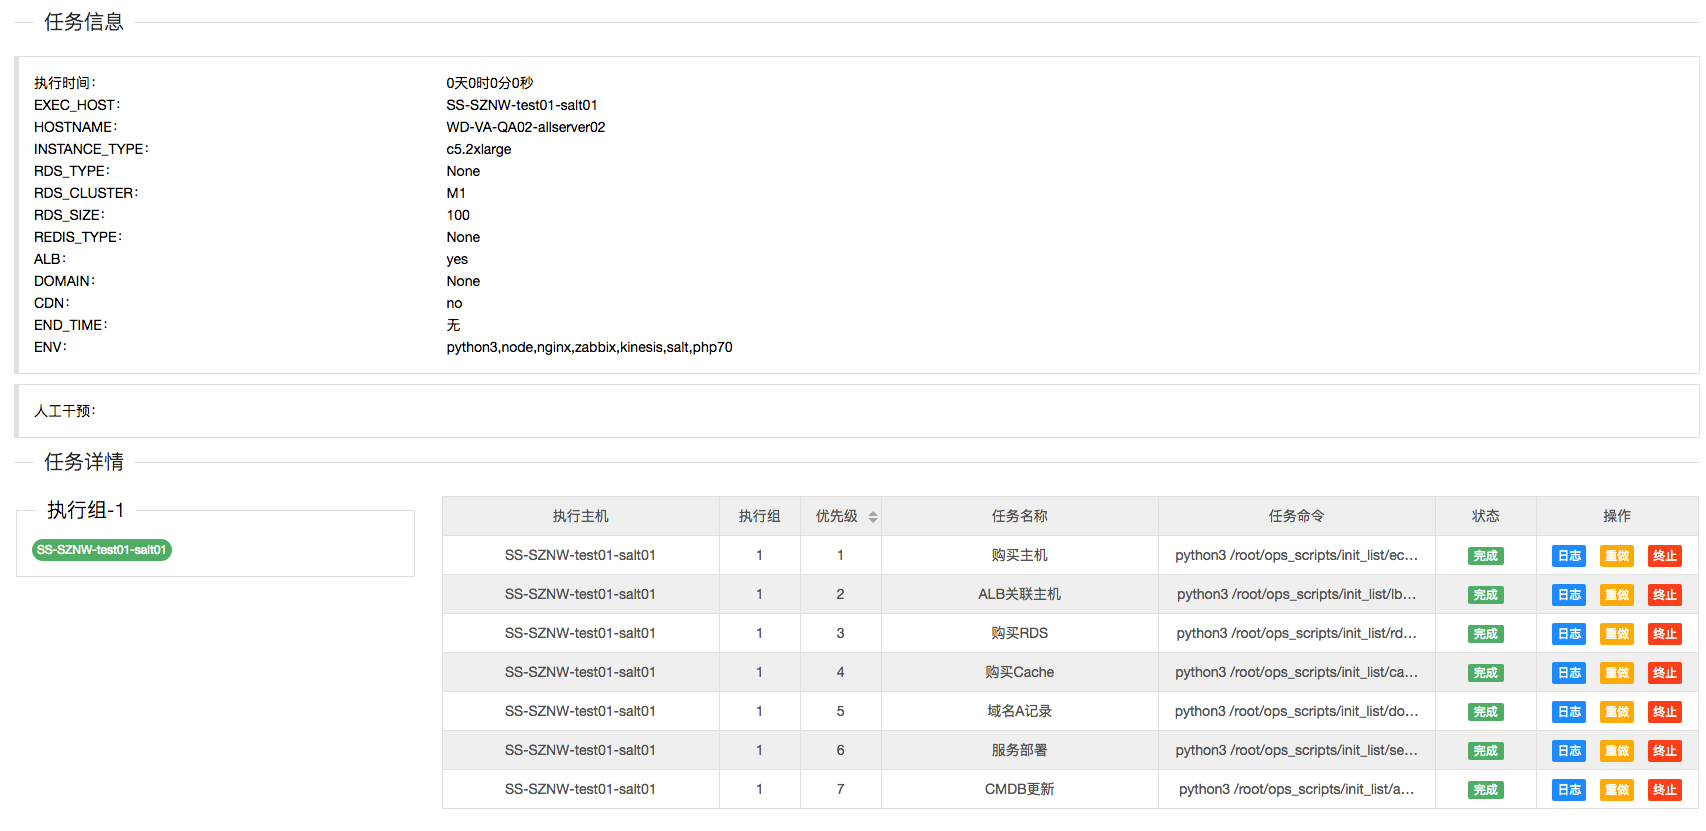 任务信息
执行时间： 0天0时0分0秒
EXEC_HOST： SS-SZNW-test01-salt01
HOSTNAME： WD-VA-QA02-allserver02
INSTANCE_TYPE： c5.2xlarge
RDS_TYPE： None
RDS_CLUSTER： M1
RDS_SIZE： 100
REDIS_TYPE： None
ALB： yes
DOMAIN： None
CDN： no
END_TIME： 无
ENV： python3,node,nginx,zabbix,kinesis,salt,php70
人工干预：
任务详情
执行组-1
SS-SZNW-test01-salt01
执行主机 执行组 优先级 任务名称 任务命令 状态 操作
SS-SZNW-test01-salt01 1 1 购买主机 python3 /root/ops_scripts/init_list/ec... 完成 日志 重做 终止
SS-SZNW-test01-salt01 1 2 ALB关联主机 python3 /root/ops_scripts/init_list/lb... 完成 日志 重做 终止
SS-SZNW-test01-salt01 1 3 购买RDS python3 /root/ops_scripts/init_list/rd... 完成 日志 重做 终止
SS-SZNW-test01-salt01 1 4 购买Cache python3 /root/ops_scripts/init_list/ca... 完成 日志 重做 终止
SS-SZNW-test01-salt01 1 5 域名A记录 python3 /root/ops_scripts/init_list/do... 完成 日志 重做 终止
SS-SZNW-test01-salt01 1 6 服务部署 python3 /root/ops_scripts/init_list/se... 完成 日志 重做 终止
SS-SZNW-test01-salt01 1 7 CMDB更新 python3 /root/ops_scripts/init_list/a... 完成 日志 重做 终止